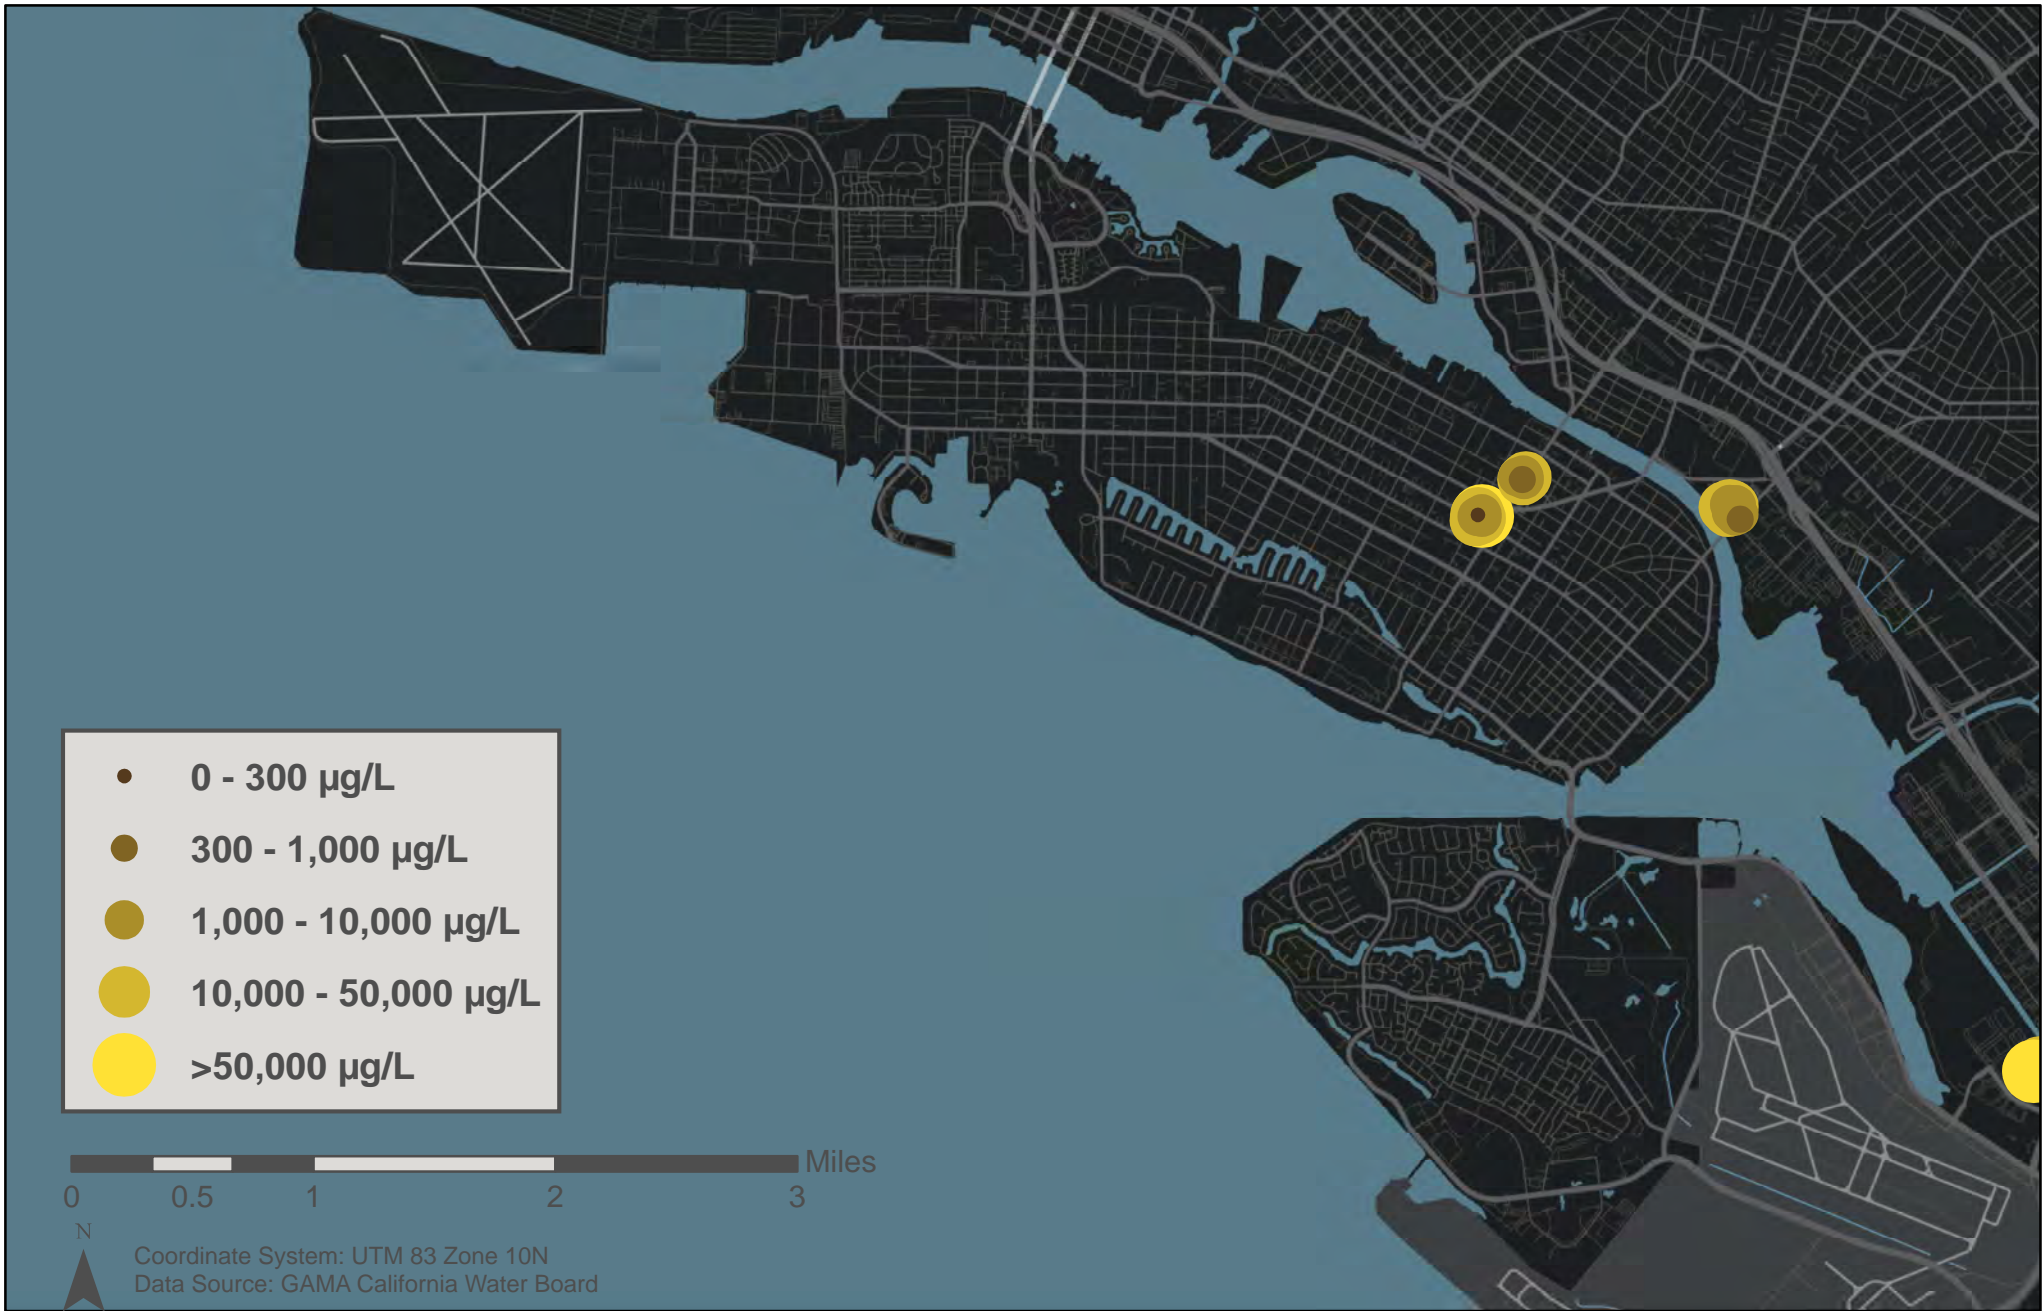 0 - 300 µg/L
300 - 1,000 µg/L
1,000 - 10,000 µg/L
10,000 - 50,000 µg/L
>50,000 µg/L
Miles
0 0.5 1 2 3
N
Coordinate System: UTM 83 Zone 10N
Data Source: GAMA California Water Board